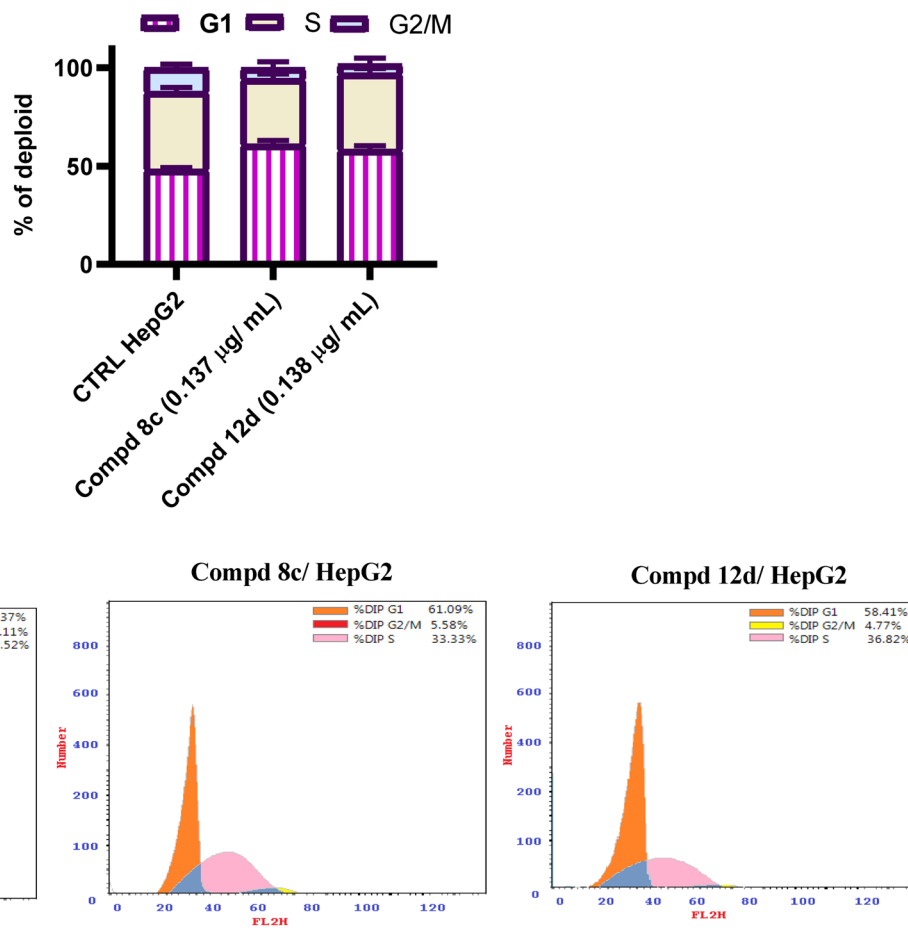 G1 S G2/M
% of deploid
100
50
0
CTRL HepG2
Compd 8c (0.137 µg/ mL)
Compd 12d (0.138 µg/ mL)
37%
.11%
.52%
Compd 8c/ HepG2
%DIP G1 61.09%
%DIP G2/M 5.58%
%DIP S 33.33%
Number
800
600
400
200
100
0
0 20 40 60 80 100 120
FL2H
Compd 12d/ HepG2
%DIP G1 58.41%
%DIP G2/M 4.77%
%DIP S 36.82%
Number
800
600
400
200
100
0
0 20 40 60 80 100 120
FL2H